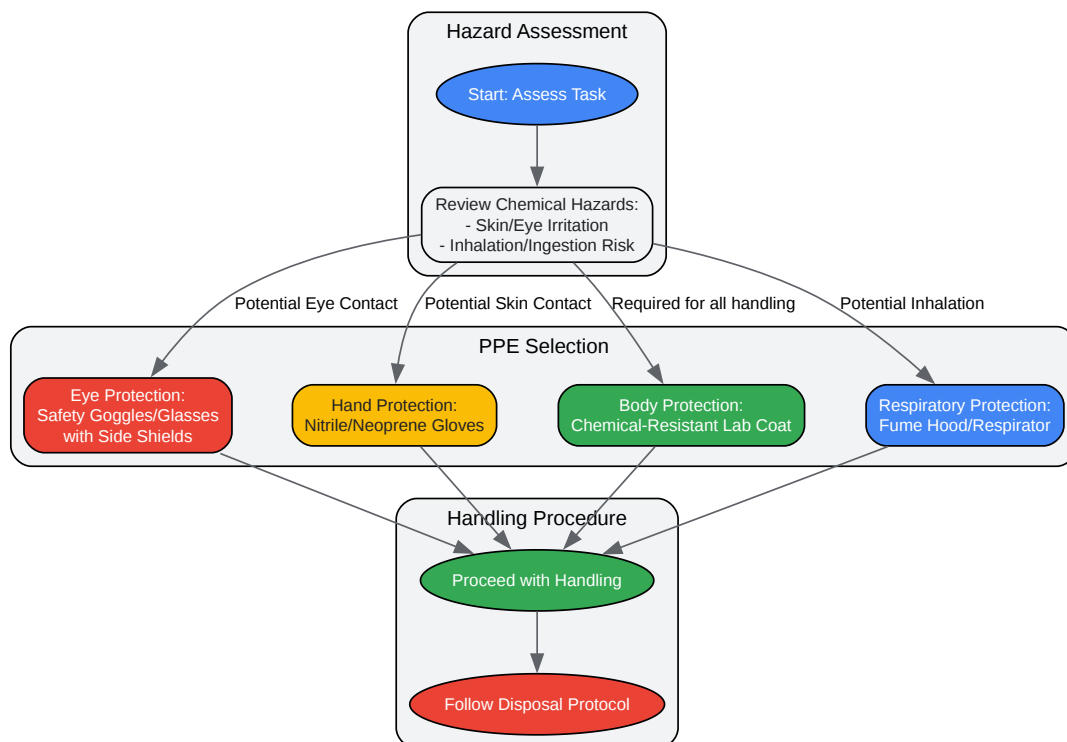 Hazard Assessment
Start: Assess Task
Review Chemical Hazards:
- Skin/Eye Irritation
- Inhalation/Ingestion Risk
Potential Eye Contact
Potential Skin Contact
Required for all handling
Potential Inhalation
PPE Selection
Eye Protection:
Safety Goggles/Glasses
with Side Shields
Hand Protection:
Nitrile/Neoprene Gloves
Body Protection:
Chemical-Resistant Lab Coat
Respiratory Protection:
Fume Hood/Respirator
Handling Procedure
Proceed with Handling
Follow Disposal Protocol